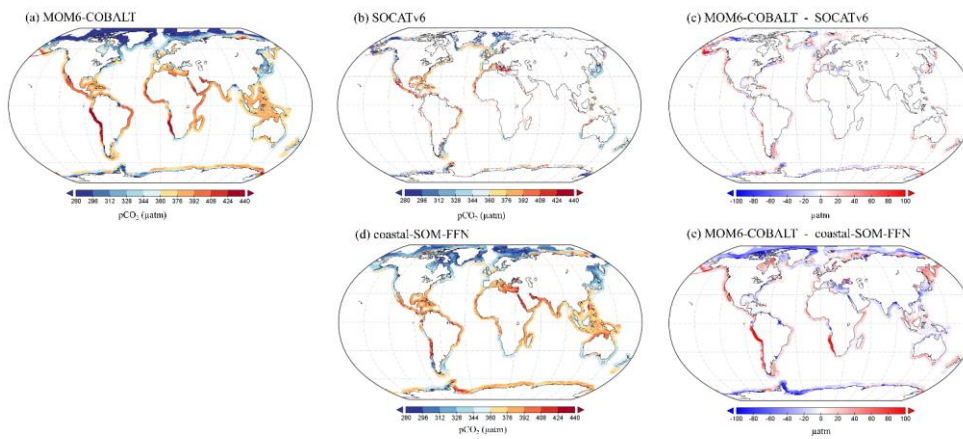 (a) MOM6-COBALT
(b) SOCATv6
(c) MOM6-COBALT - SOCATv6
280 296 312 328 344 360 376 392 408 424 440
pCO₂ (μatm)
280 296 312 328 344 360 376 392 408 424 440
pCO₂ (μatm)
-100 -80 -60 -40 -20 0 20 40 60 80 100
μatm
(d) coastal-SOM-FFN
(e) MOM6-COBALT - coastal-SOM-FFN
280 296 312 328 344 360 376 392 408 424 440
pCO₂ (μatm)
-100 -80 -60 -40 -20 0 20 40 60 80 100
μatm